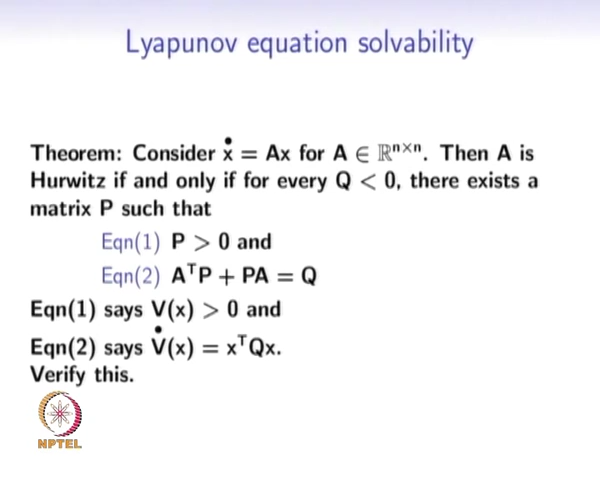 Lyapunov equation solvability
Theorem: Consider ẋ = Ax for A ∈ ℝⁿˣⁿ. Then A is
Hurwitz if and only if for every Q < 0, there exists a
matrix P such that
Eqn(1) P > 0 and
Eqn(2) AᵀP + PA = Q
Eqn(1) says V(x) > 0 and
Eqn(2) says V̇(x) = xᵀQx.
Verify this.
NPTEL